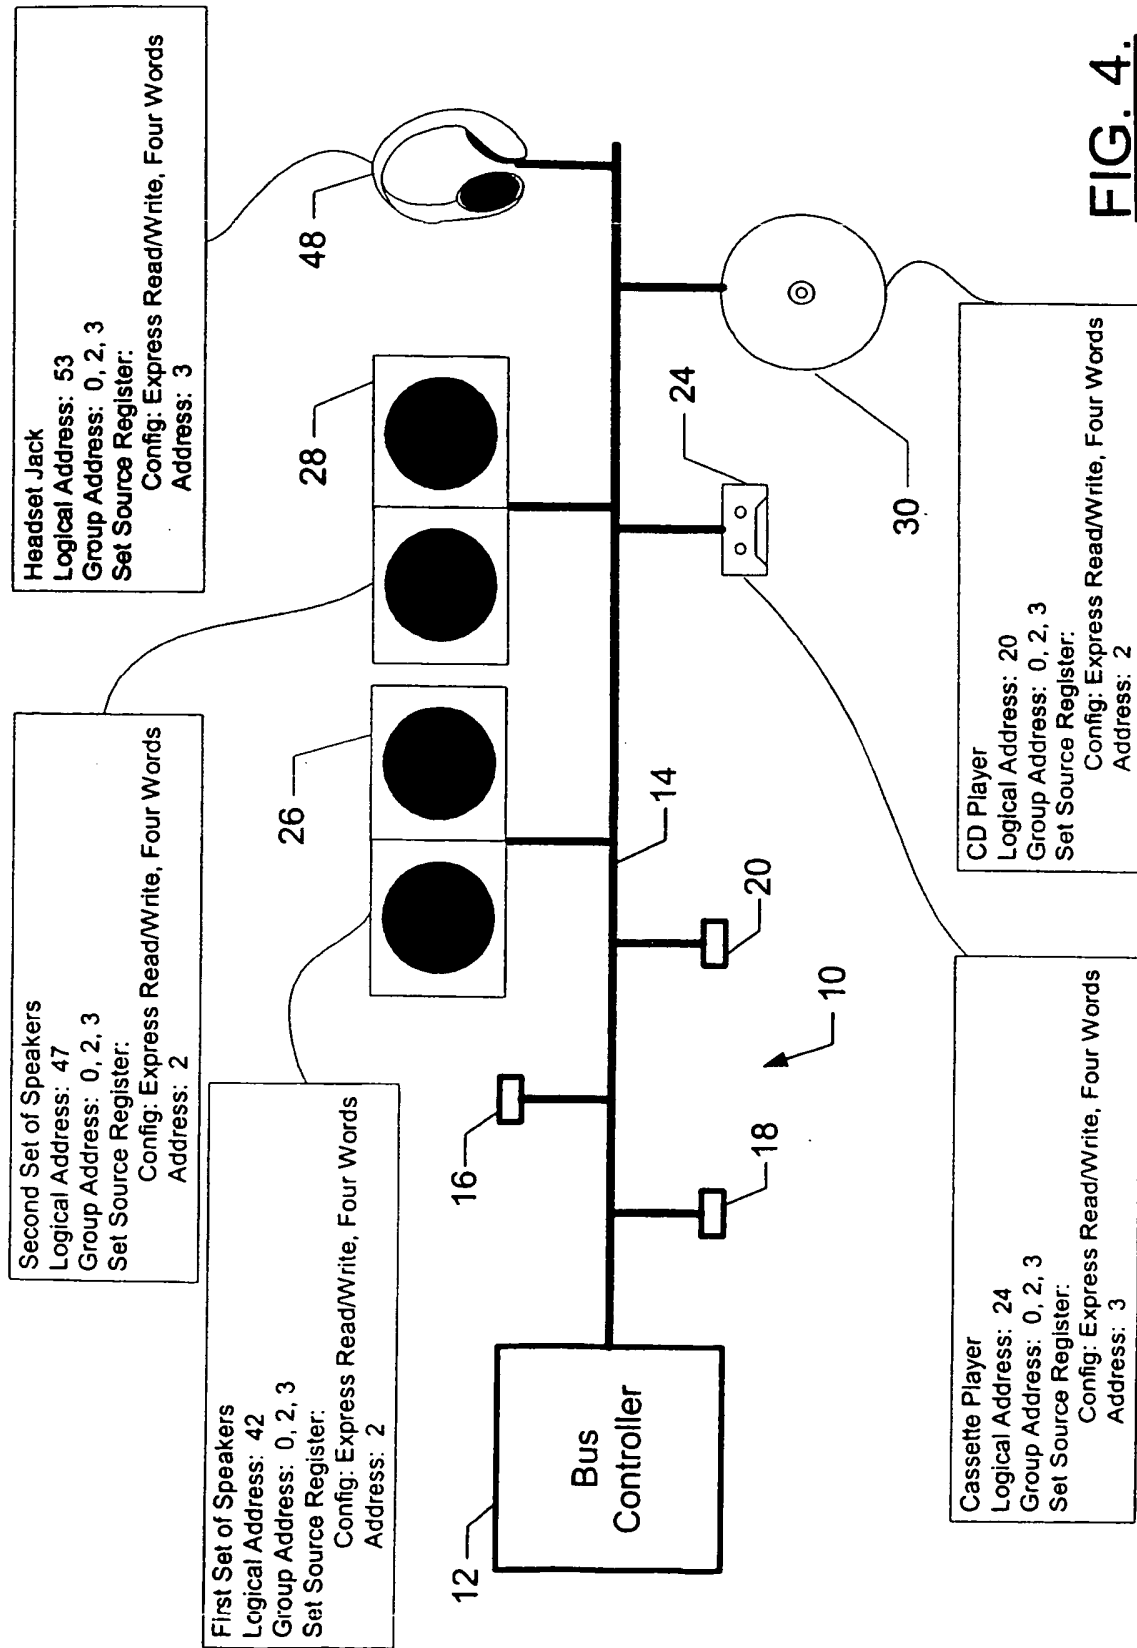 Headset Jack
Logical Address: 53
Group Address: 0, 2, 3
Set Source Register:
Config: Express Read/Write, Four Words
Address: 3
Second Set of Speakers
Logical Address: 47
Group Address: 0, 2, 3
Set Source Register:
Config: Express Read/Write, Four Words
Address: 2
First Set of Speakers
Logical Address: 42
Group Address: 0, 2, 3
Set Source Register:
Config: Express Read/Write, Four Words
Address: 2
48
28
26
16
12
Bus
Controller
14
24
20
18
10
30
Cassette Player
Logical Address: 24
Group Address: 0, 2, 3
Set Source Register:
Config: Express Read/Write, Four Words
Address: 3
CD Player
Logical Address: 20
Group Address: 0, 2, 3
Set Source Register:
Config: Express Read/Write, Four Words
Address: 2
FIG. 4.